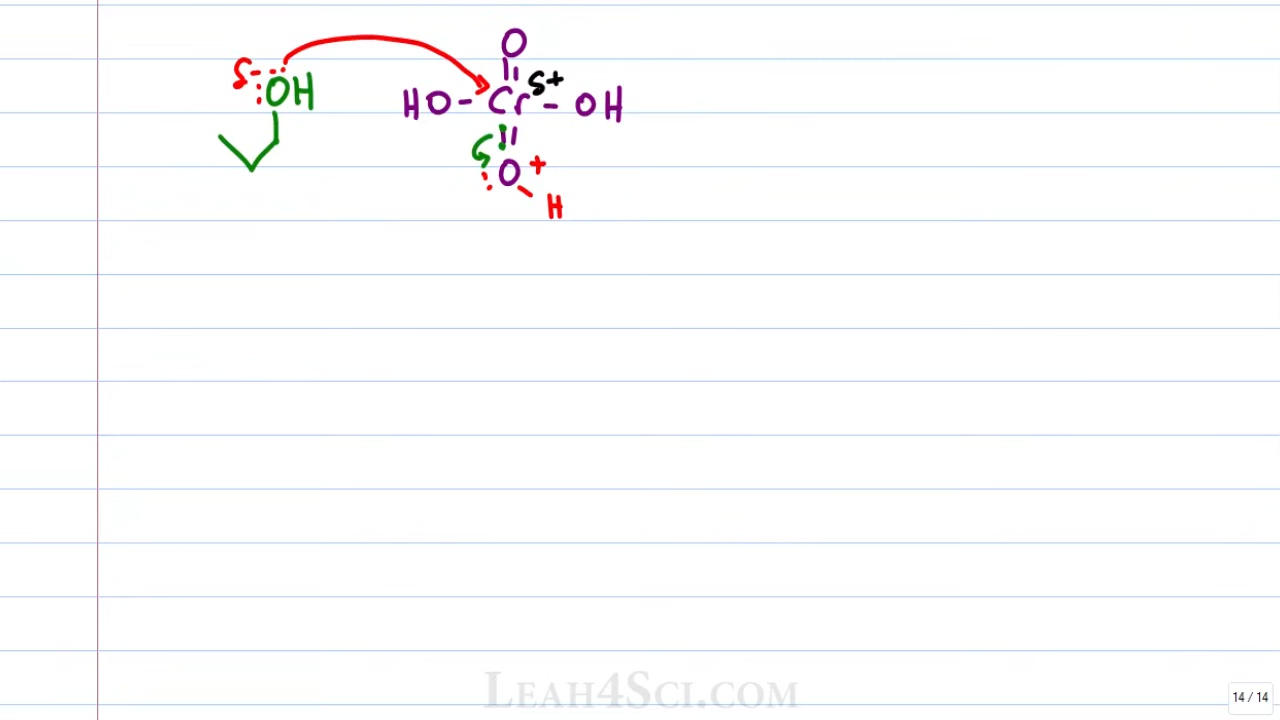 O
δ- OH HO - Cr δ+ - OH
O +
H
LEAH4SCI.COM
14 / 14